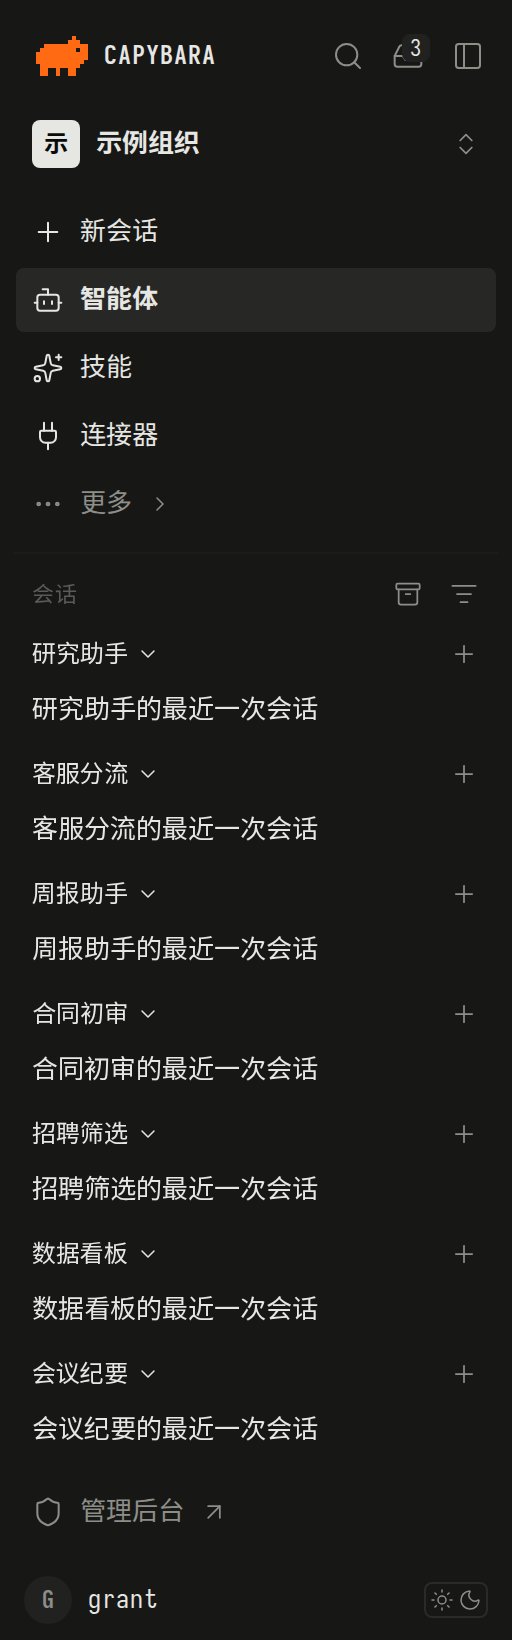 CAPYBARA
3
示 示例组织
新会话
智能体
技能
连接器
更多
会话
研究助手
研究助手的最近一次会话
客服分流
客服分流的最近一次会话
周报助手
周报助手的最近一次会话
合同初审
合同初审的最近一次会话
招聘筛选
招聘筛选的最近一次会话
数据看板
数据看板的最近一次会话
会议纪要
会议纪要的最近一次会话
管理后台
G grant